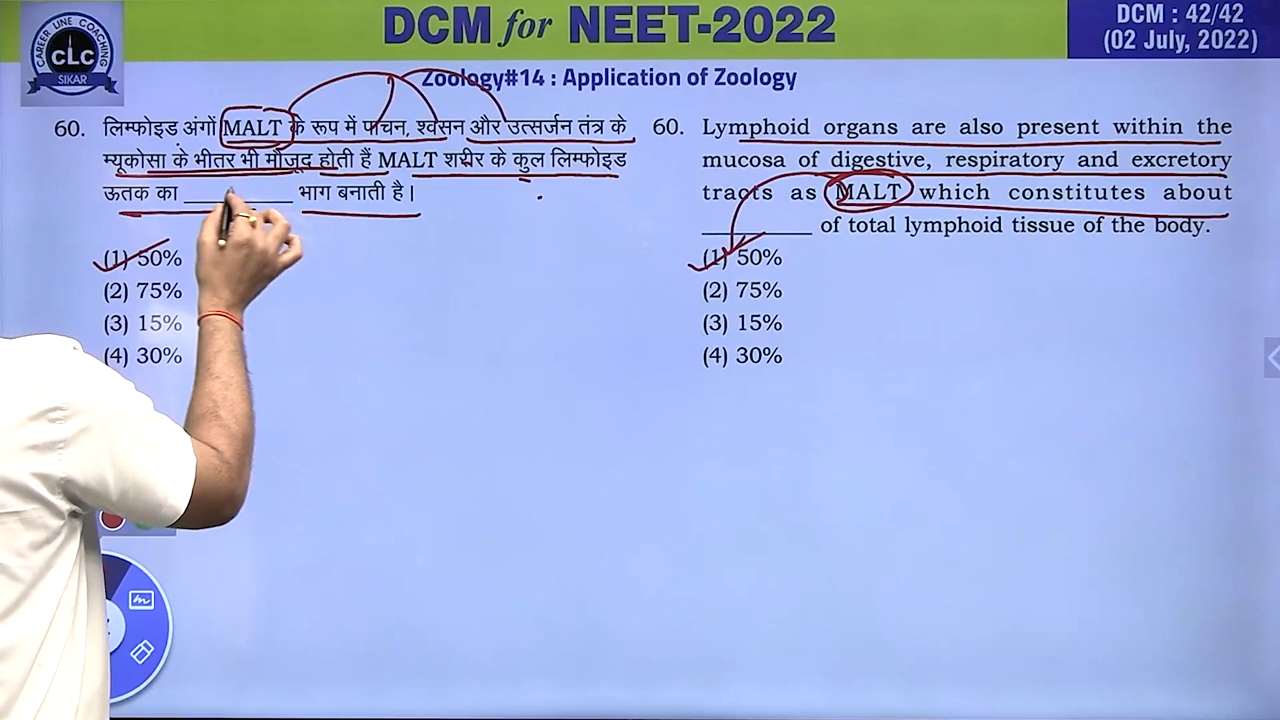 DCM for NEET-2022
DCM : 42/42
(02 July, 2022)
CAREER LINE COACHING
CLC
SIKAR
Zoology#14 : Application of Zoology
60. लिम्फोइड अंगों MALT के रूप में पाचन, श्वसन और उत्सर्जन तंत्र के
म्यूकोसा के भीतर भी मौजूद होती हैं MALT शरीर के कुल लिम्फोइड
ऊतक का ________ भाग बनाती है।
(1) 50%
(2) 75%
(3) 15%
(4) 30%
60. Lymphoid organs are also present within the
mucosa of digestive, respiratory and excretory
tracts as MALT which constitutes about
________ of total lymphoid tissue of the body.
(1) 50%
(2) 75%
(3) 15%
(4) 30%